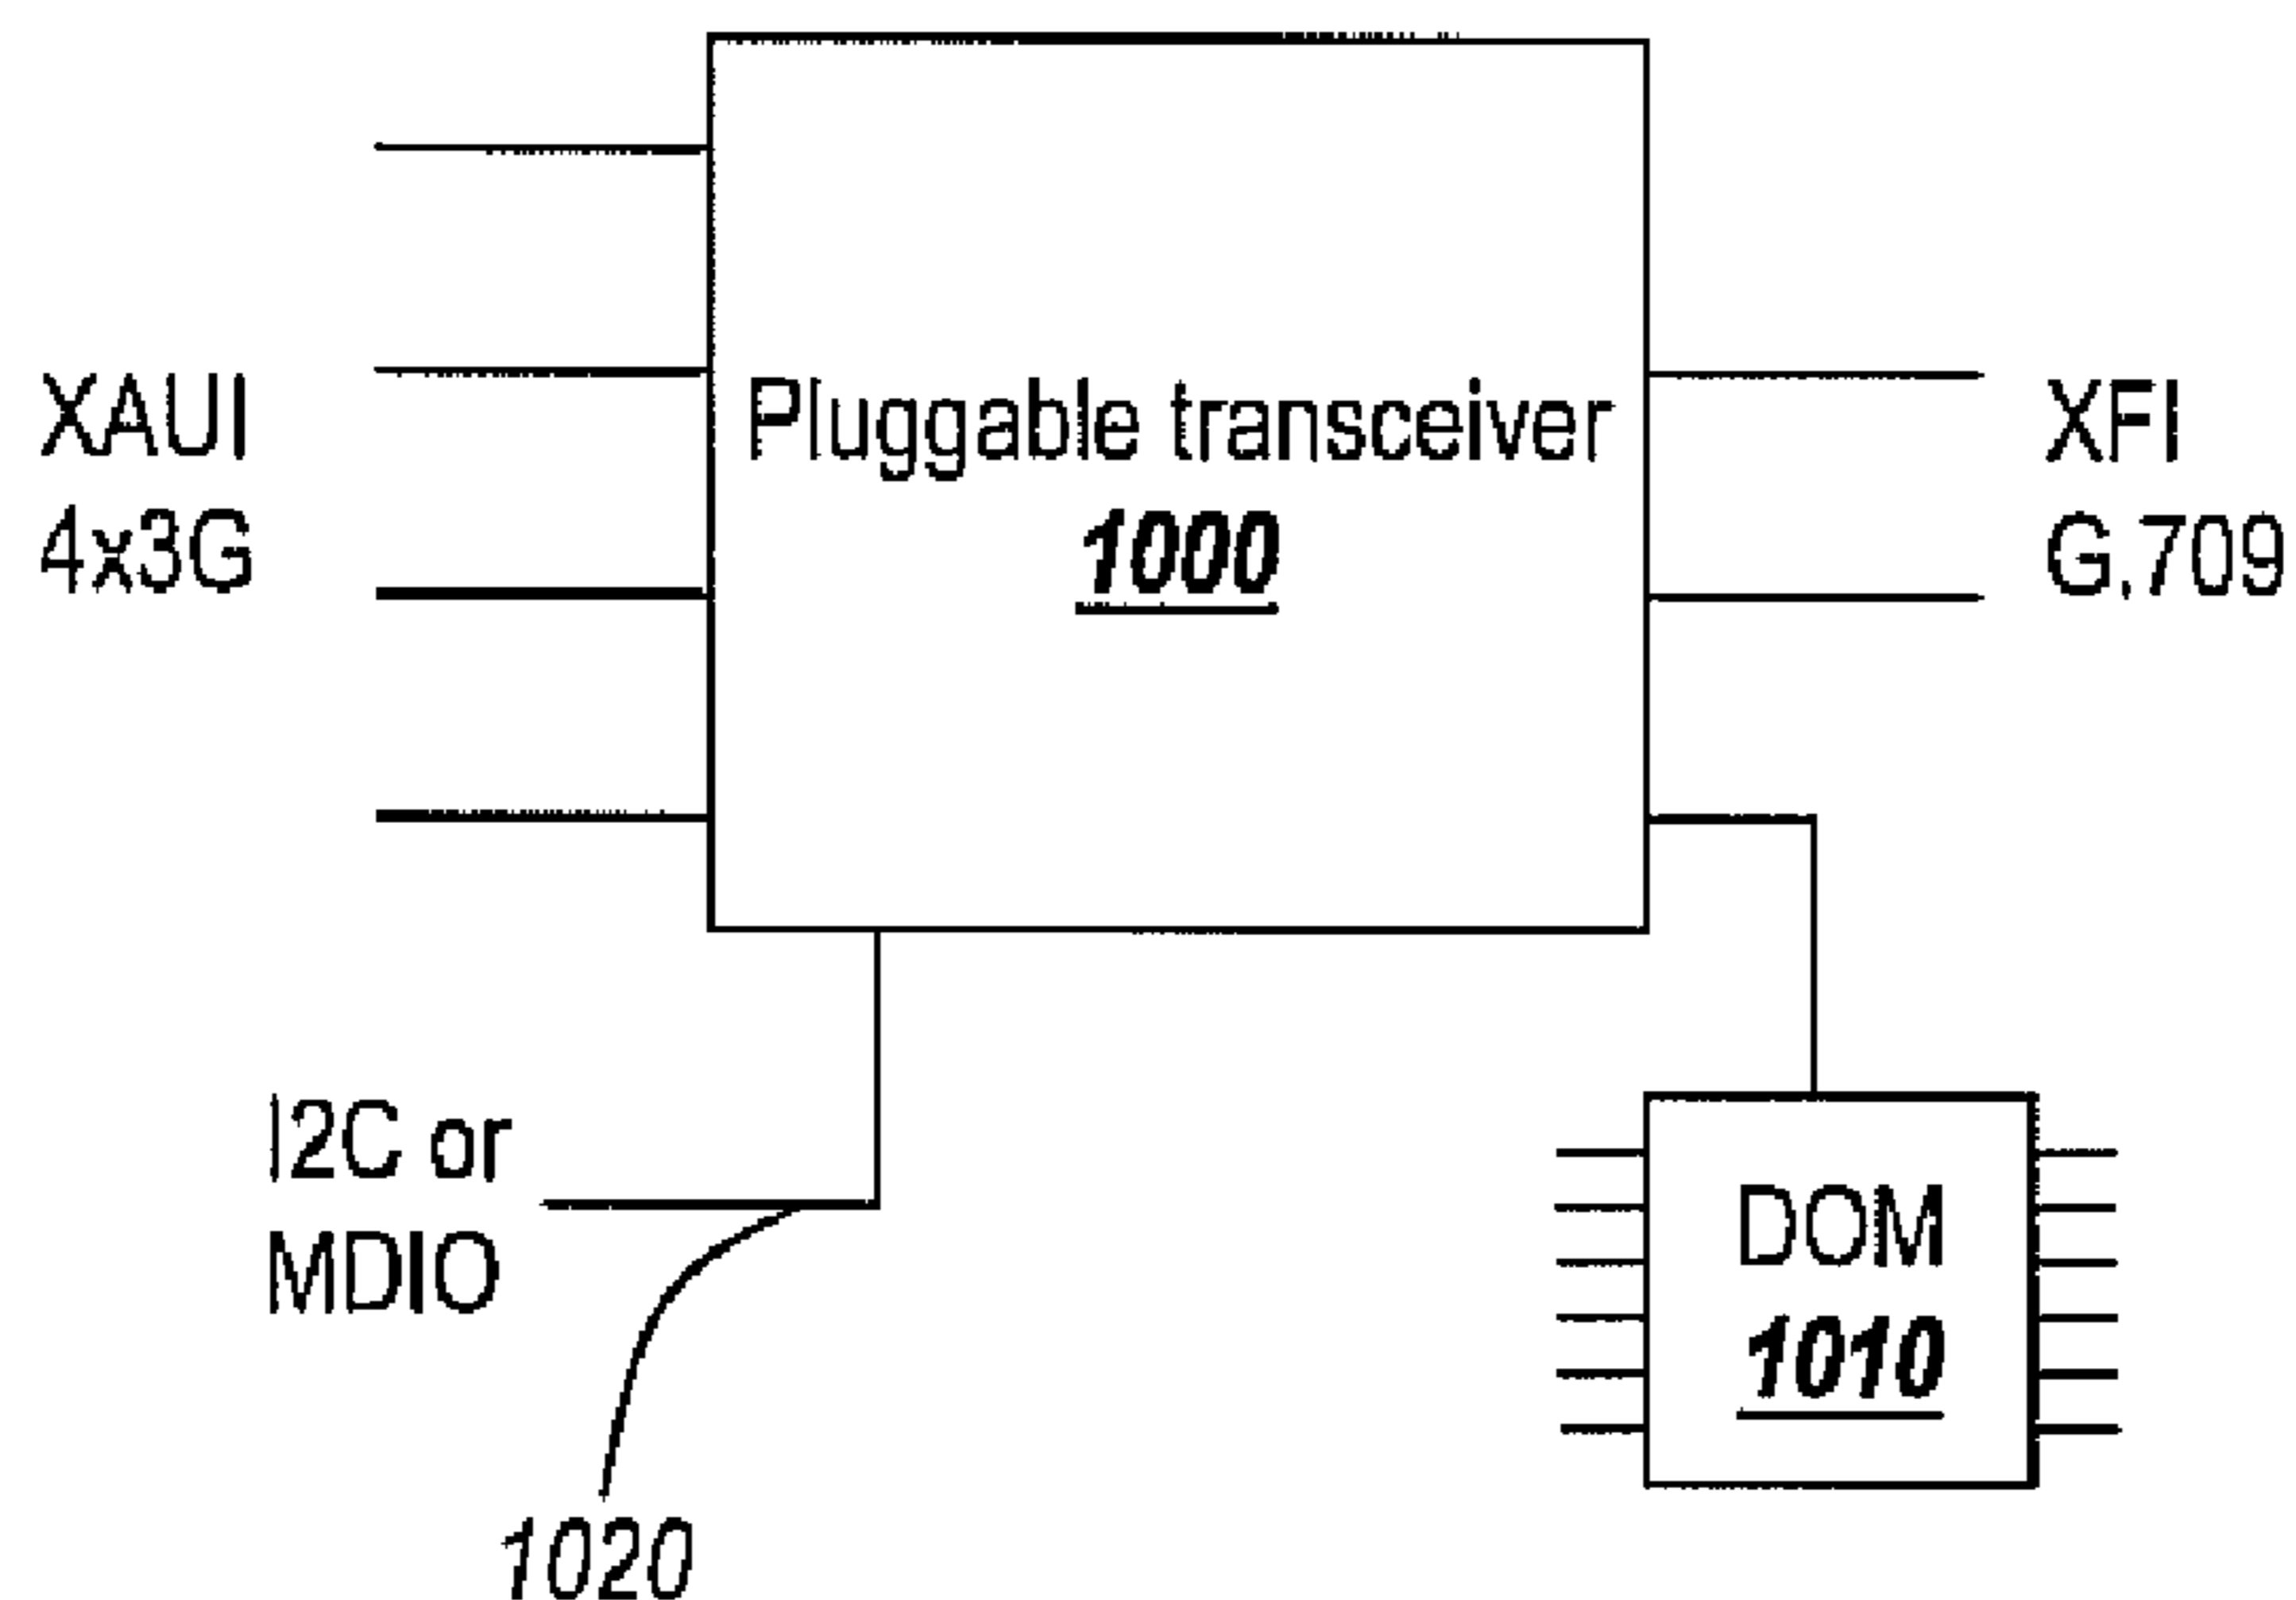 XAUI
4x3G
Pluggable transceiver
1000
XFI
G.709
I2C or
MDIO
1020
DOM
1010